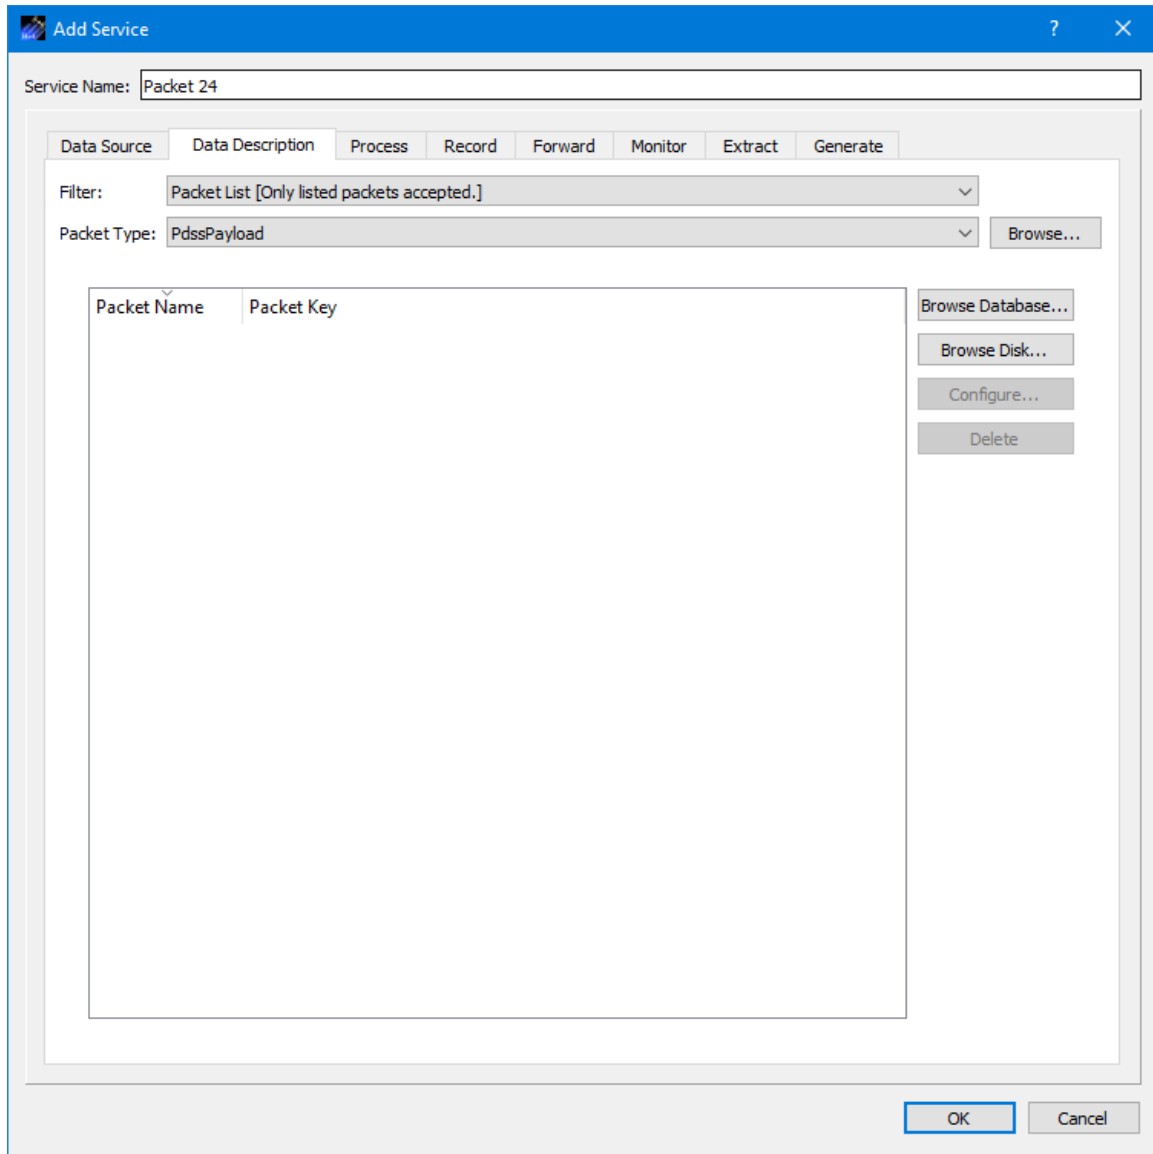 Add Service
?
Service Name: Packet 24
Data Source Data Description Process Record Forward Monitor Extract Generate
Filter: Packet List [Only listed packets accepted.]
Packet Type: PdssPayload Browse...
Packet Name Packet Key Browse Database...
Browse Disk...
Configure...
Delete
OK Cancel